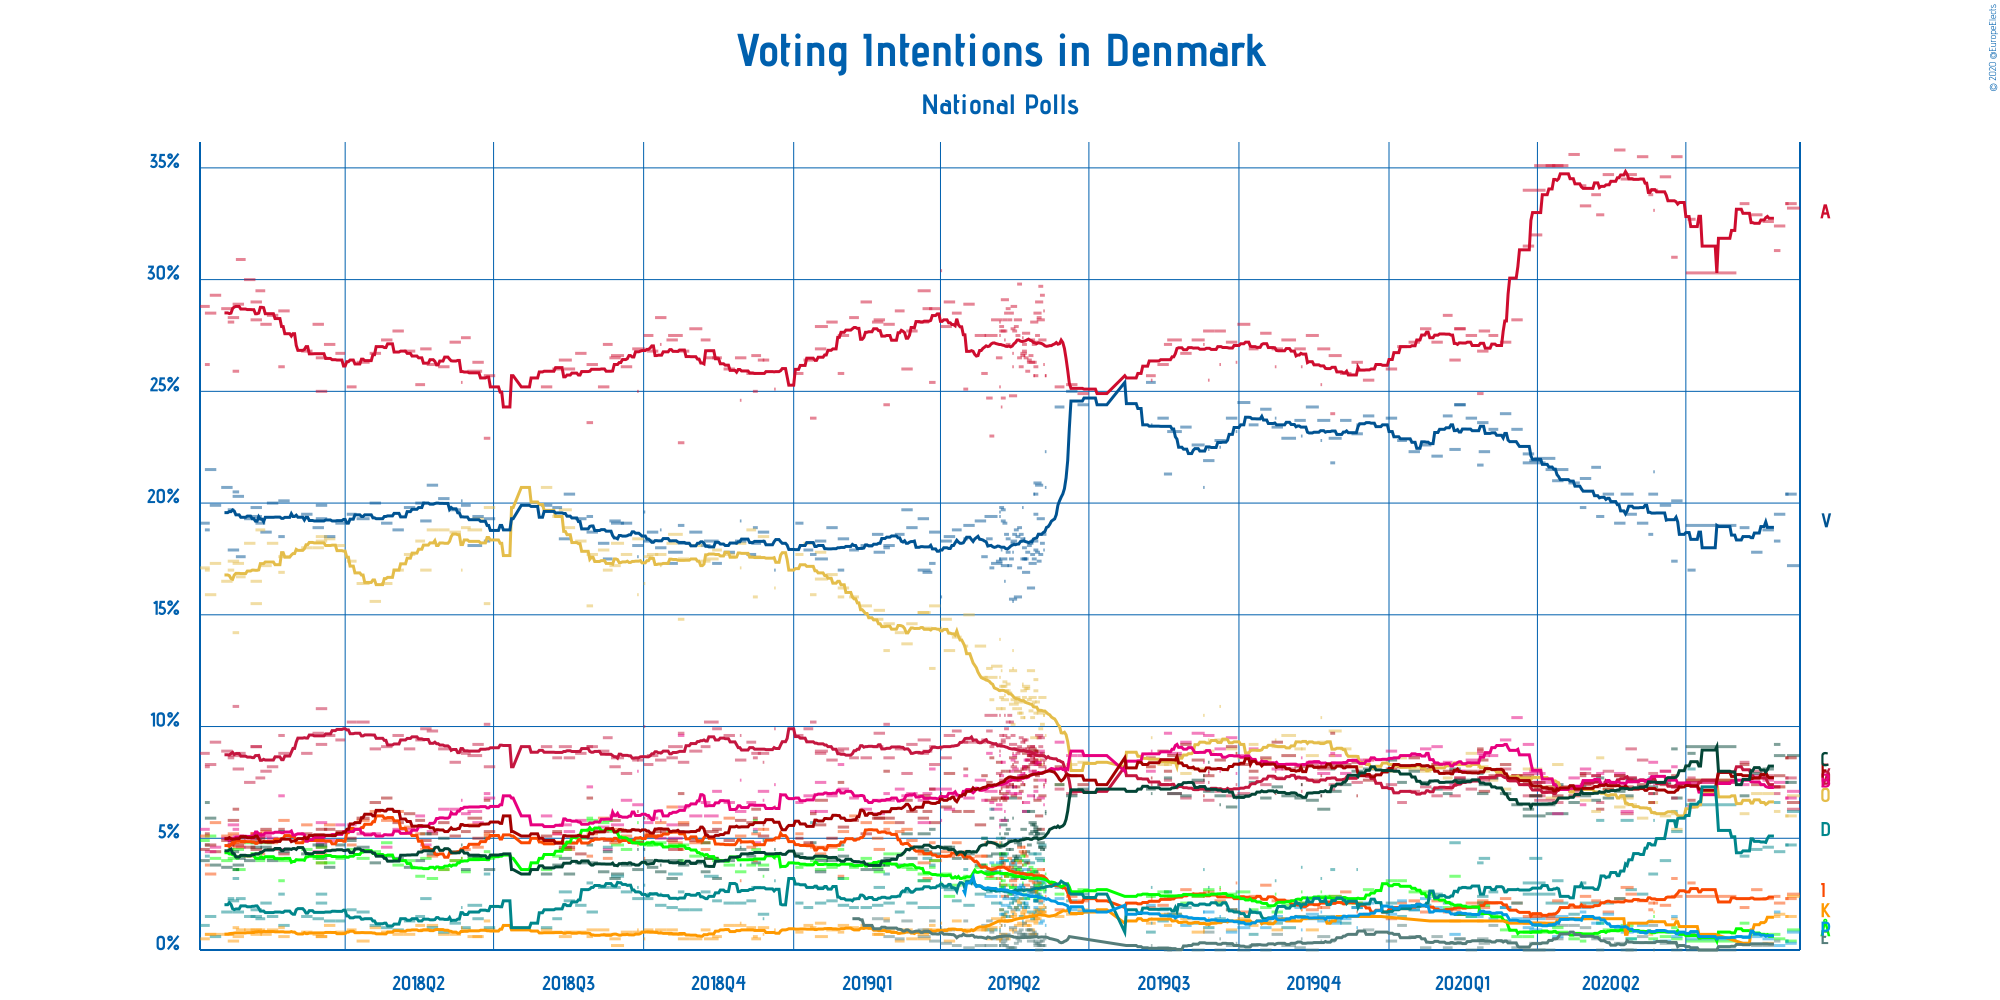 © 2020 @EuropeElects
Voting Intentions in Denmark
National Polls
35%
30%
25%
20%
15%
10%
5%
0%
A
V
C
O
D
I
K
E
2018Q2
2018Q3
2018Q4
2019Q1
2019Q2
2019Q3
2019Q4
2020Q1
2020Q2